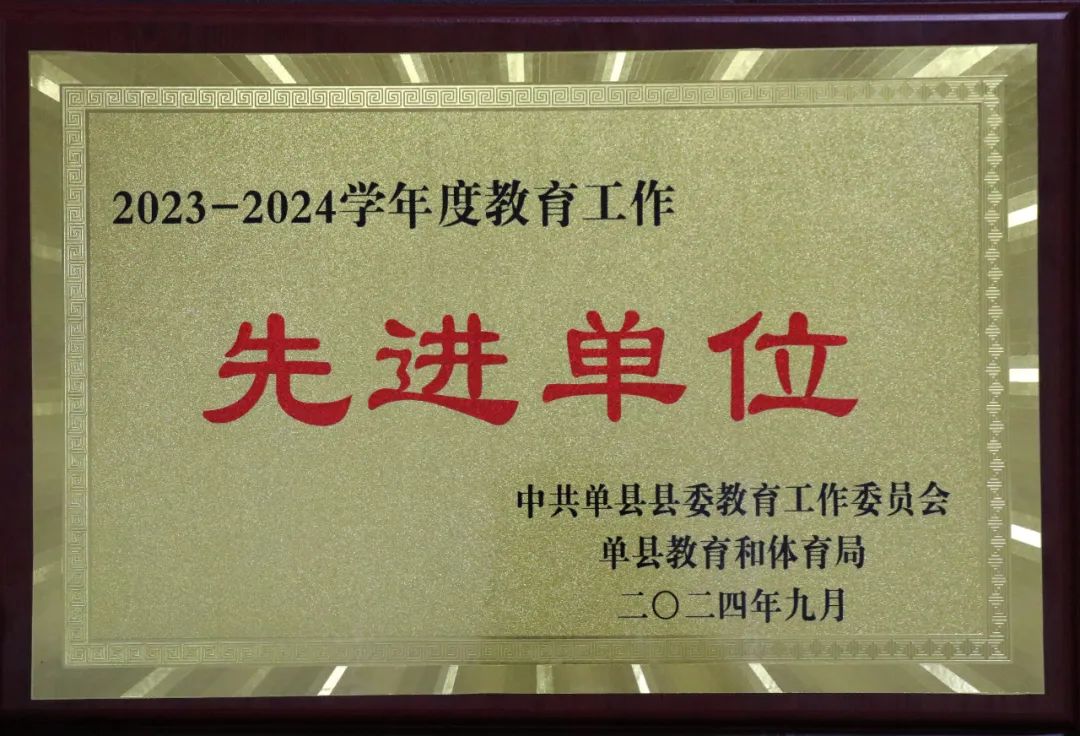 2023-2024学年度教育工作
先进单位
中共单县县委教育工作委员会
单县教育和体育局
二〇二四年九月